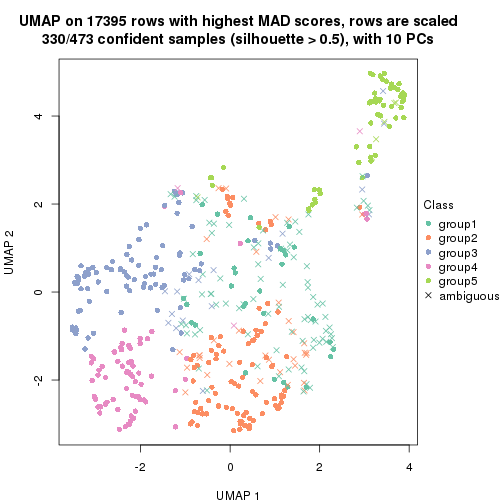 UMAP on 17395 rows with highest MAD scores, rows are scaled
330/473 confident samples (silhouette > 0.5), with 10 PCs
4
2
0
-2
UMAP 2
-2
0
2
4
UMAP 1
Class
group1
group2
group3
group4
group5
ambiguous